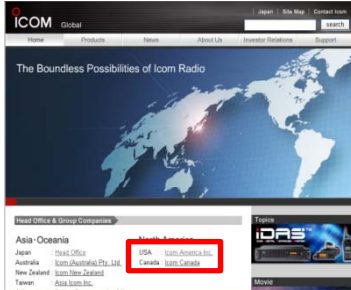 Japan | Site Map | Contact Icom
ICOM Global
search
Home Products News About Us Investor Relations Support
The Boundless Possibilities of Icom Radio
Head Office & Group Companies
Asia·Oceania
Japan : Head Office
Australia : Icom (Australia) Pty. Ltd.
New Zealand : Icom New Zealand
Taiwan : Asia Icom Inc.
North America
USA : Icom America Inc.
Canada : Icom Canada
Topics
IDAS
Movie